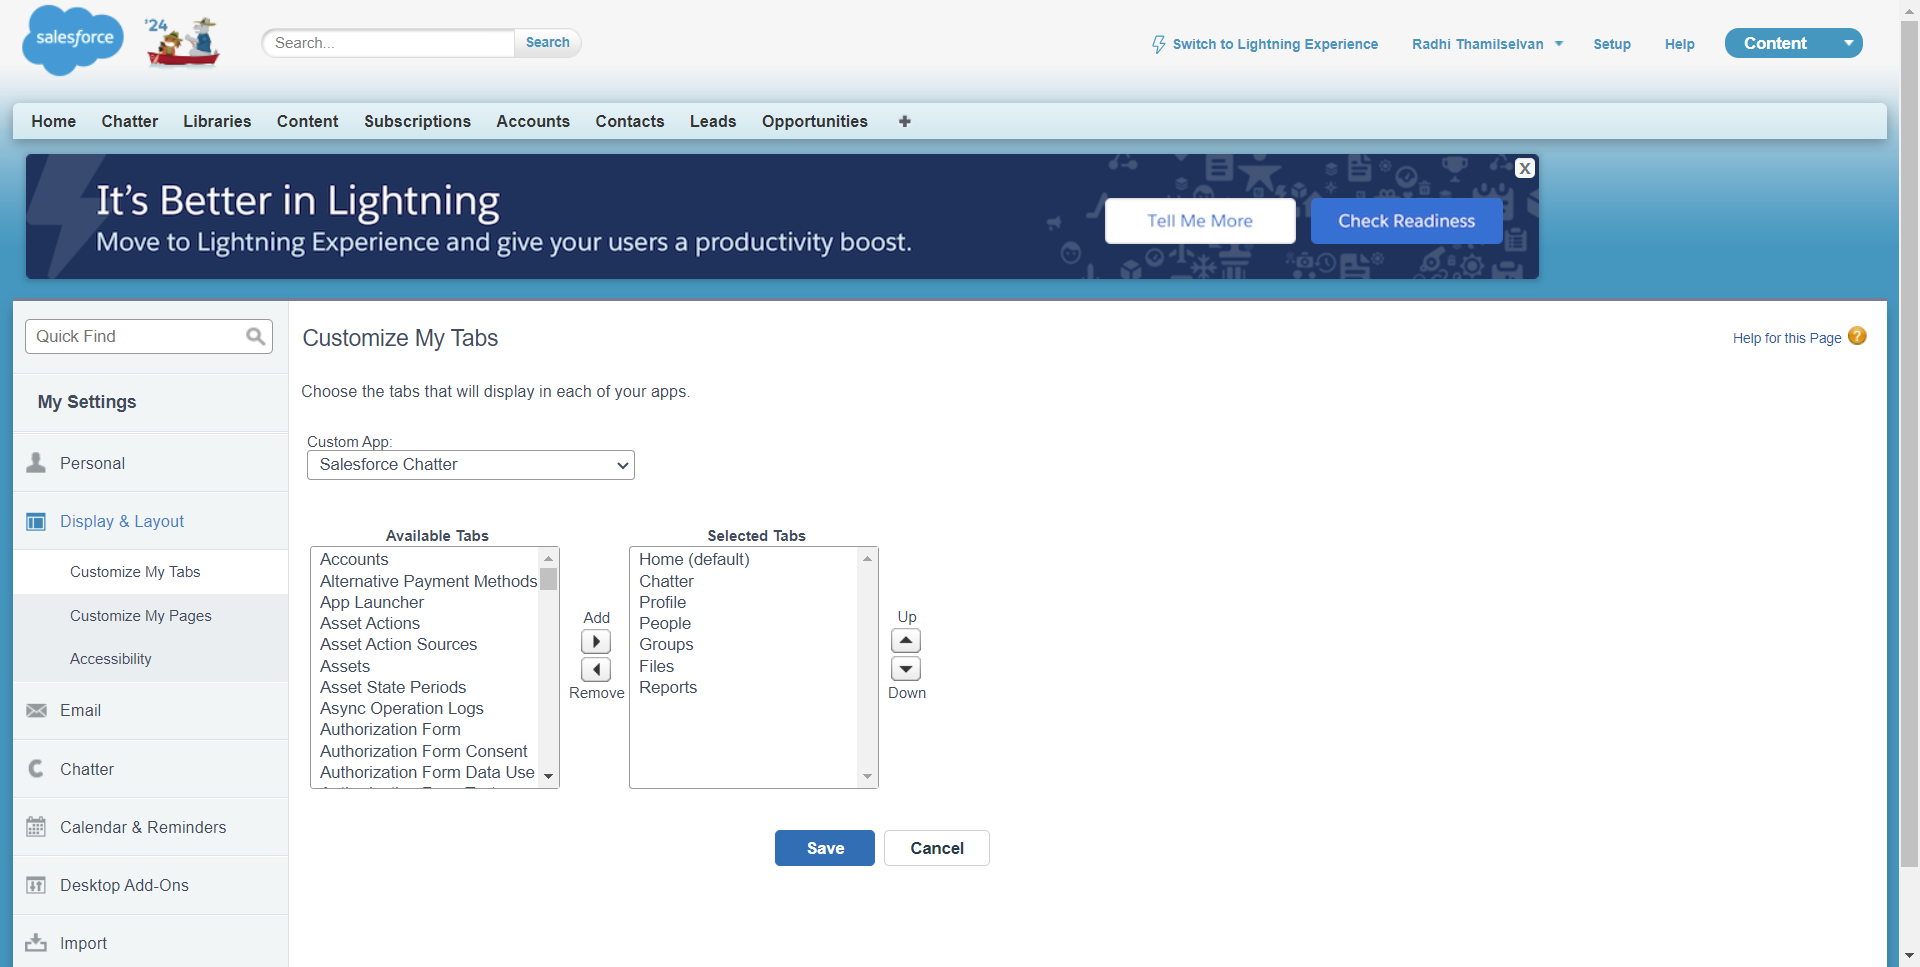 salesforce
'24
Search...
Search
Switch to Lightning Experience
Radhi Thamilselvan
Setup
Help
Content
Home
Chatter
Libraries
Content
Subscriptions
Accounts
Contacts
Leads
Opportunities
+
It's Better in Lightning
Move to Lightning Experience and give your users a productivity boost.
Tell Me More
Check Readiness
X
Quick Find
My Settings
Personal
Display & Layout
Customize My Tabs
Customize My Pages
Accessibility
Email
Chatter
Calendar & Reminders
Desktop Add-Ons
Import
Customize My Tabs
Help for this Page ?
Choose the tabs that will display in each of your apps.
Custom App:
Salesforce Chatter
Available Tabs
Accounts
Alternative Payment Methods
App Launcher
Asset Actions
Asset Action Sources
Assets
Asset State Periods
Async Operation Logs
Authorization Form
Authorization Form Consent
Authorization Form Data Use
Add
Remove
Selected Tabs
Home (default)
Chatter
Profile
People
Groups
Files
Reports
Up
Down
Save
Cancel